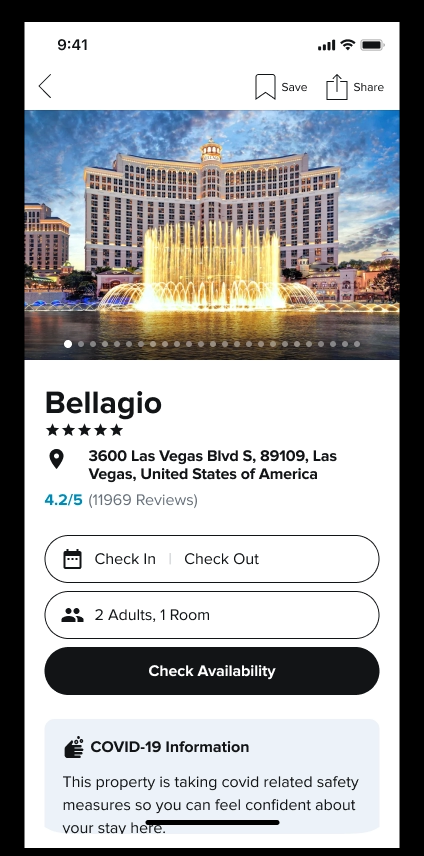 9:41
Save Share
Bellagio
3600 Las Vegas Blvd S, 89109, Las
Vegas, United States of America
4.2/5 (11969 Reviews)
Check In | Check Out
2 Adults, 1 Room
Check Availability
COVID-19 Information
This property is taking covid related safety
measures so you can feel confident about
your stay here.